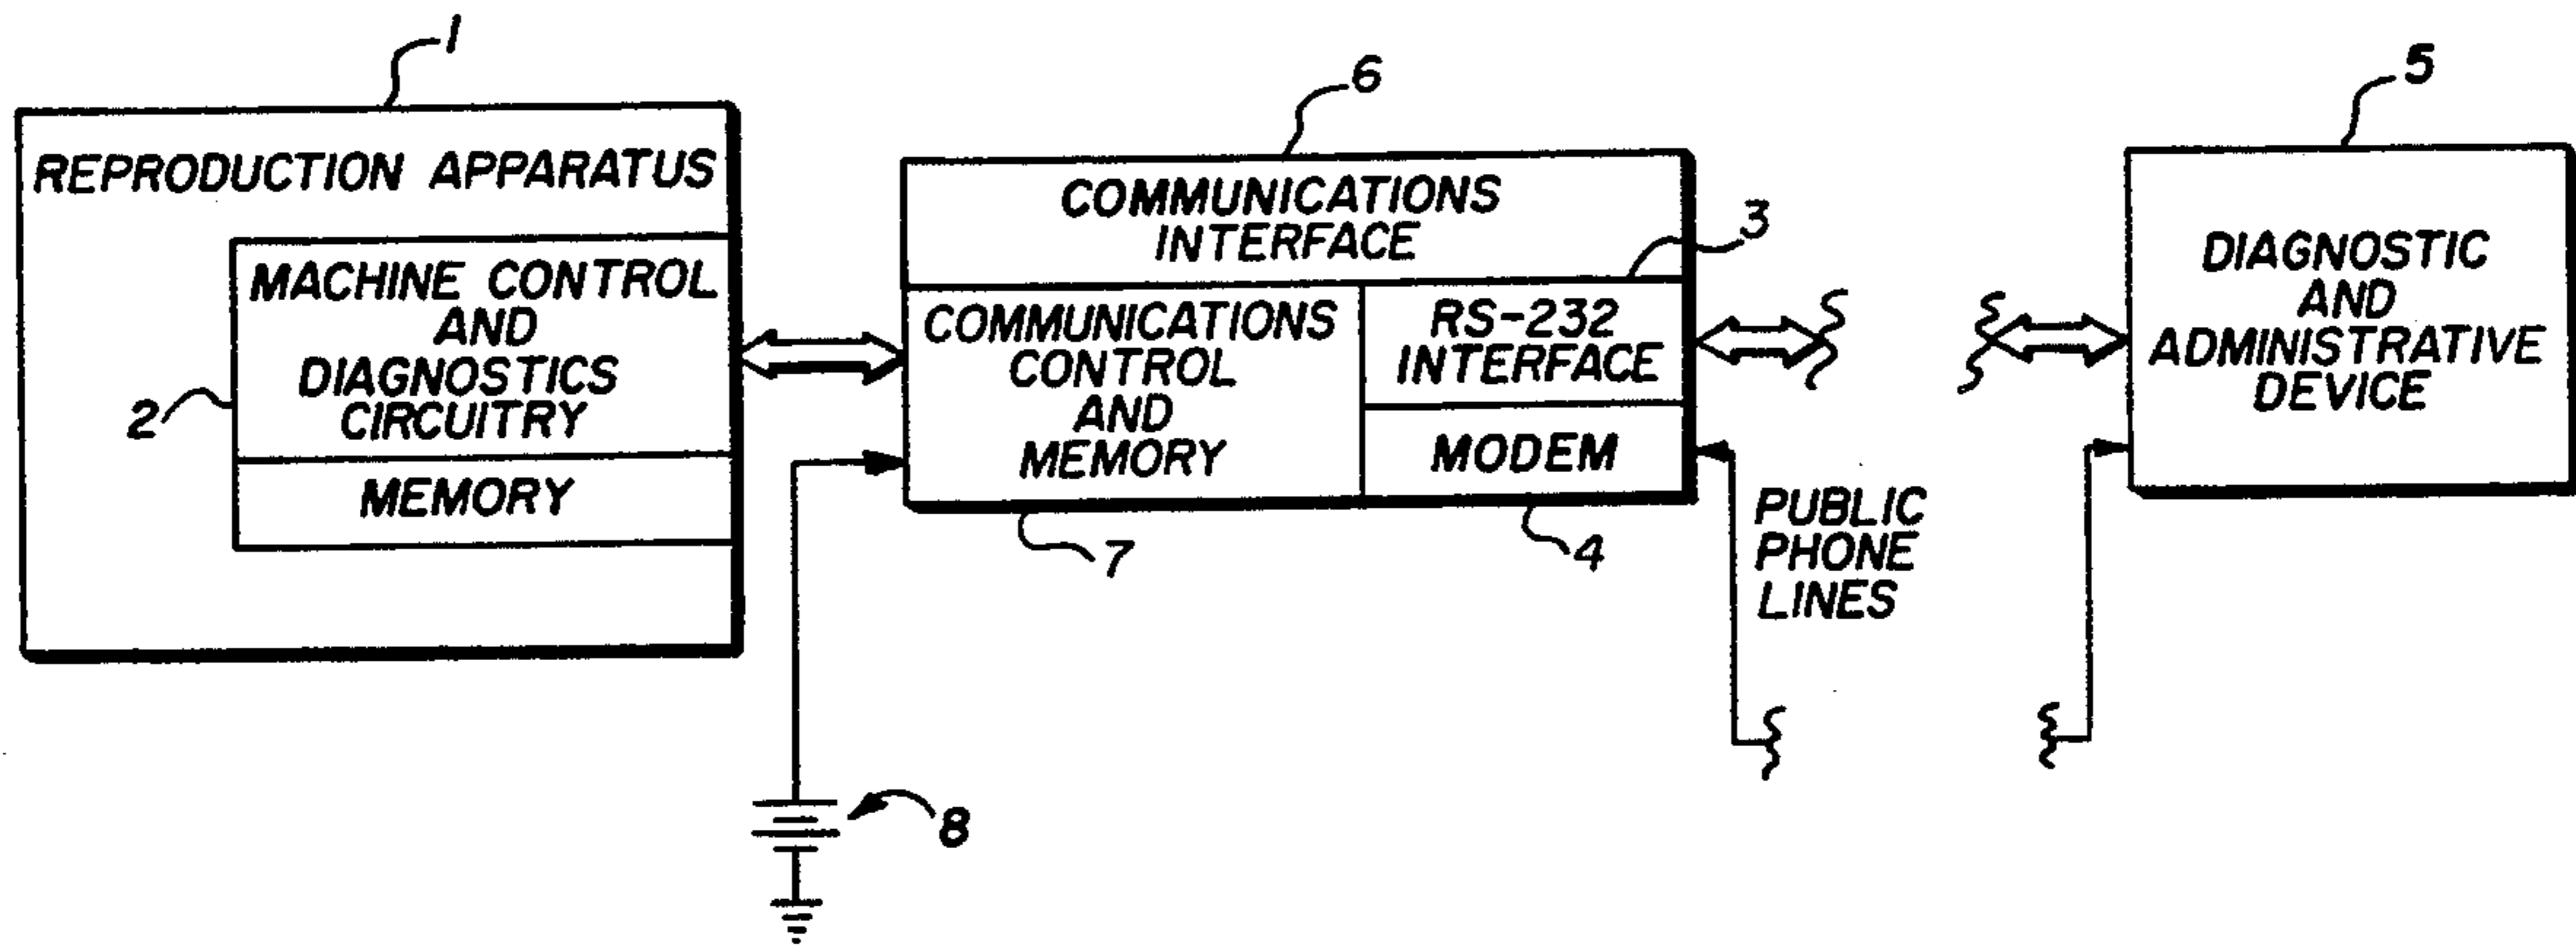 1
REPRODUCTION APPARATUS
MACHINE CONTROL
AND
DIAGNOSTICS
CIRCUITRY
2
MEMORY
6
COMMUNICATIONS
INTERFACE
3
COMMUNICATIONS
CONTROL
AND
MEMORY
RS-232
INTERFACE
MODEM
7
4
8
PUBLIC
PHONE
LINES
5
DIAGNOSTIC
AND
ADMINISTRATIVE
DEVICE